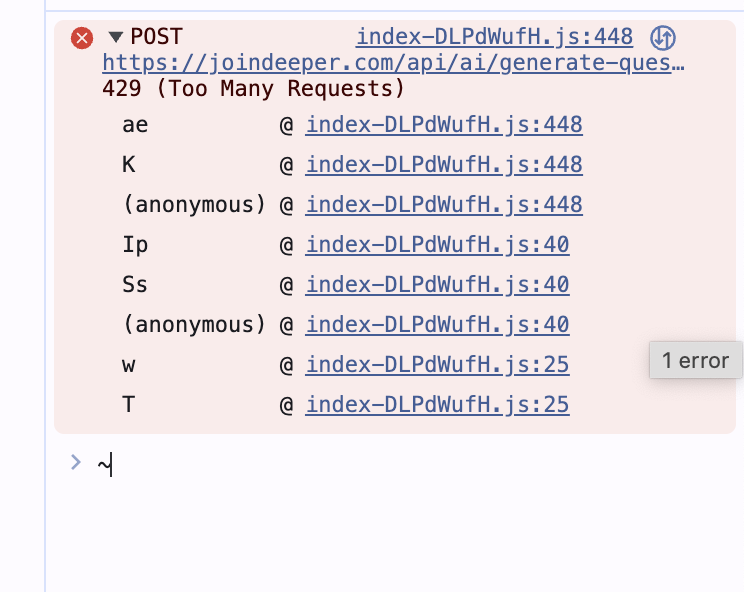 ▼ POST index-DLPdWufH.js:448
https://joindeeper.com/api/ai/generate-ques…
429 (Too Many Requests)
ae @ index-DLPdWufH.js:448
K @ index-DLPdWufH.js:448
(anonymous) @ index-DLPdWufH.js:448
Ip @ index-DLPdWufH.js:40
Ss @ index-DLPdWufH.js:40
(anonymous) @ index-DLPdWufH.js:40
w @ index-DLPdWufH.js:25
1 error
T @ index-DLPdWufH.js:25
> ~